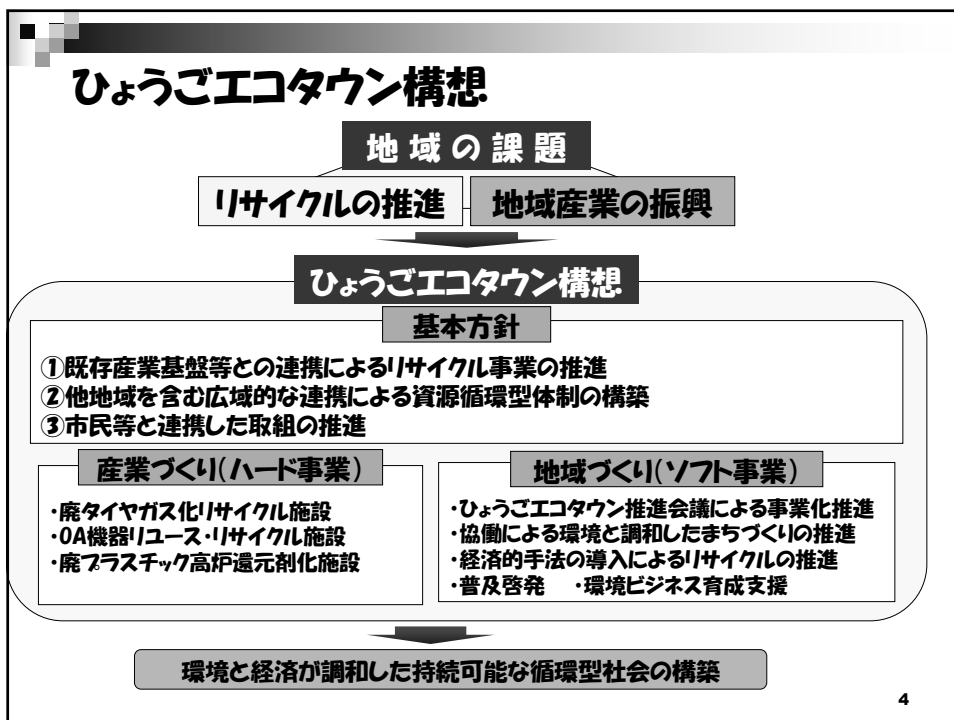 ひょうごエコタウン構想
地域の課題
リサイクルの推進
地域産業の振興
ひょうごエコタウン構想
基本方針
①既存産業基盤等との連携によるリサイクル事業の推進
②他地域を含む広域的な連携による資源循環型体制の構築
③市民等と連携した取組の推進
産業づくり(ハード事業)
・廃タイヤガス化リサイクル施設
・OA機器リユース・リサイクル施設
・廃プラスチック高炉還元剤化施設
地域づくり(ソフト事業)
・ひょうごエコタウン推進会議による事業化推進
・協働による環境と調和したまちづくりの推進
・経済的手法の導入によるリサイクルの推進
・普及啓発　・環境ビジネス育成支援
環境と経済が調和した持続可能な循環型社会の構築
4